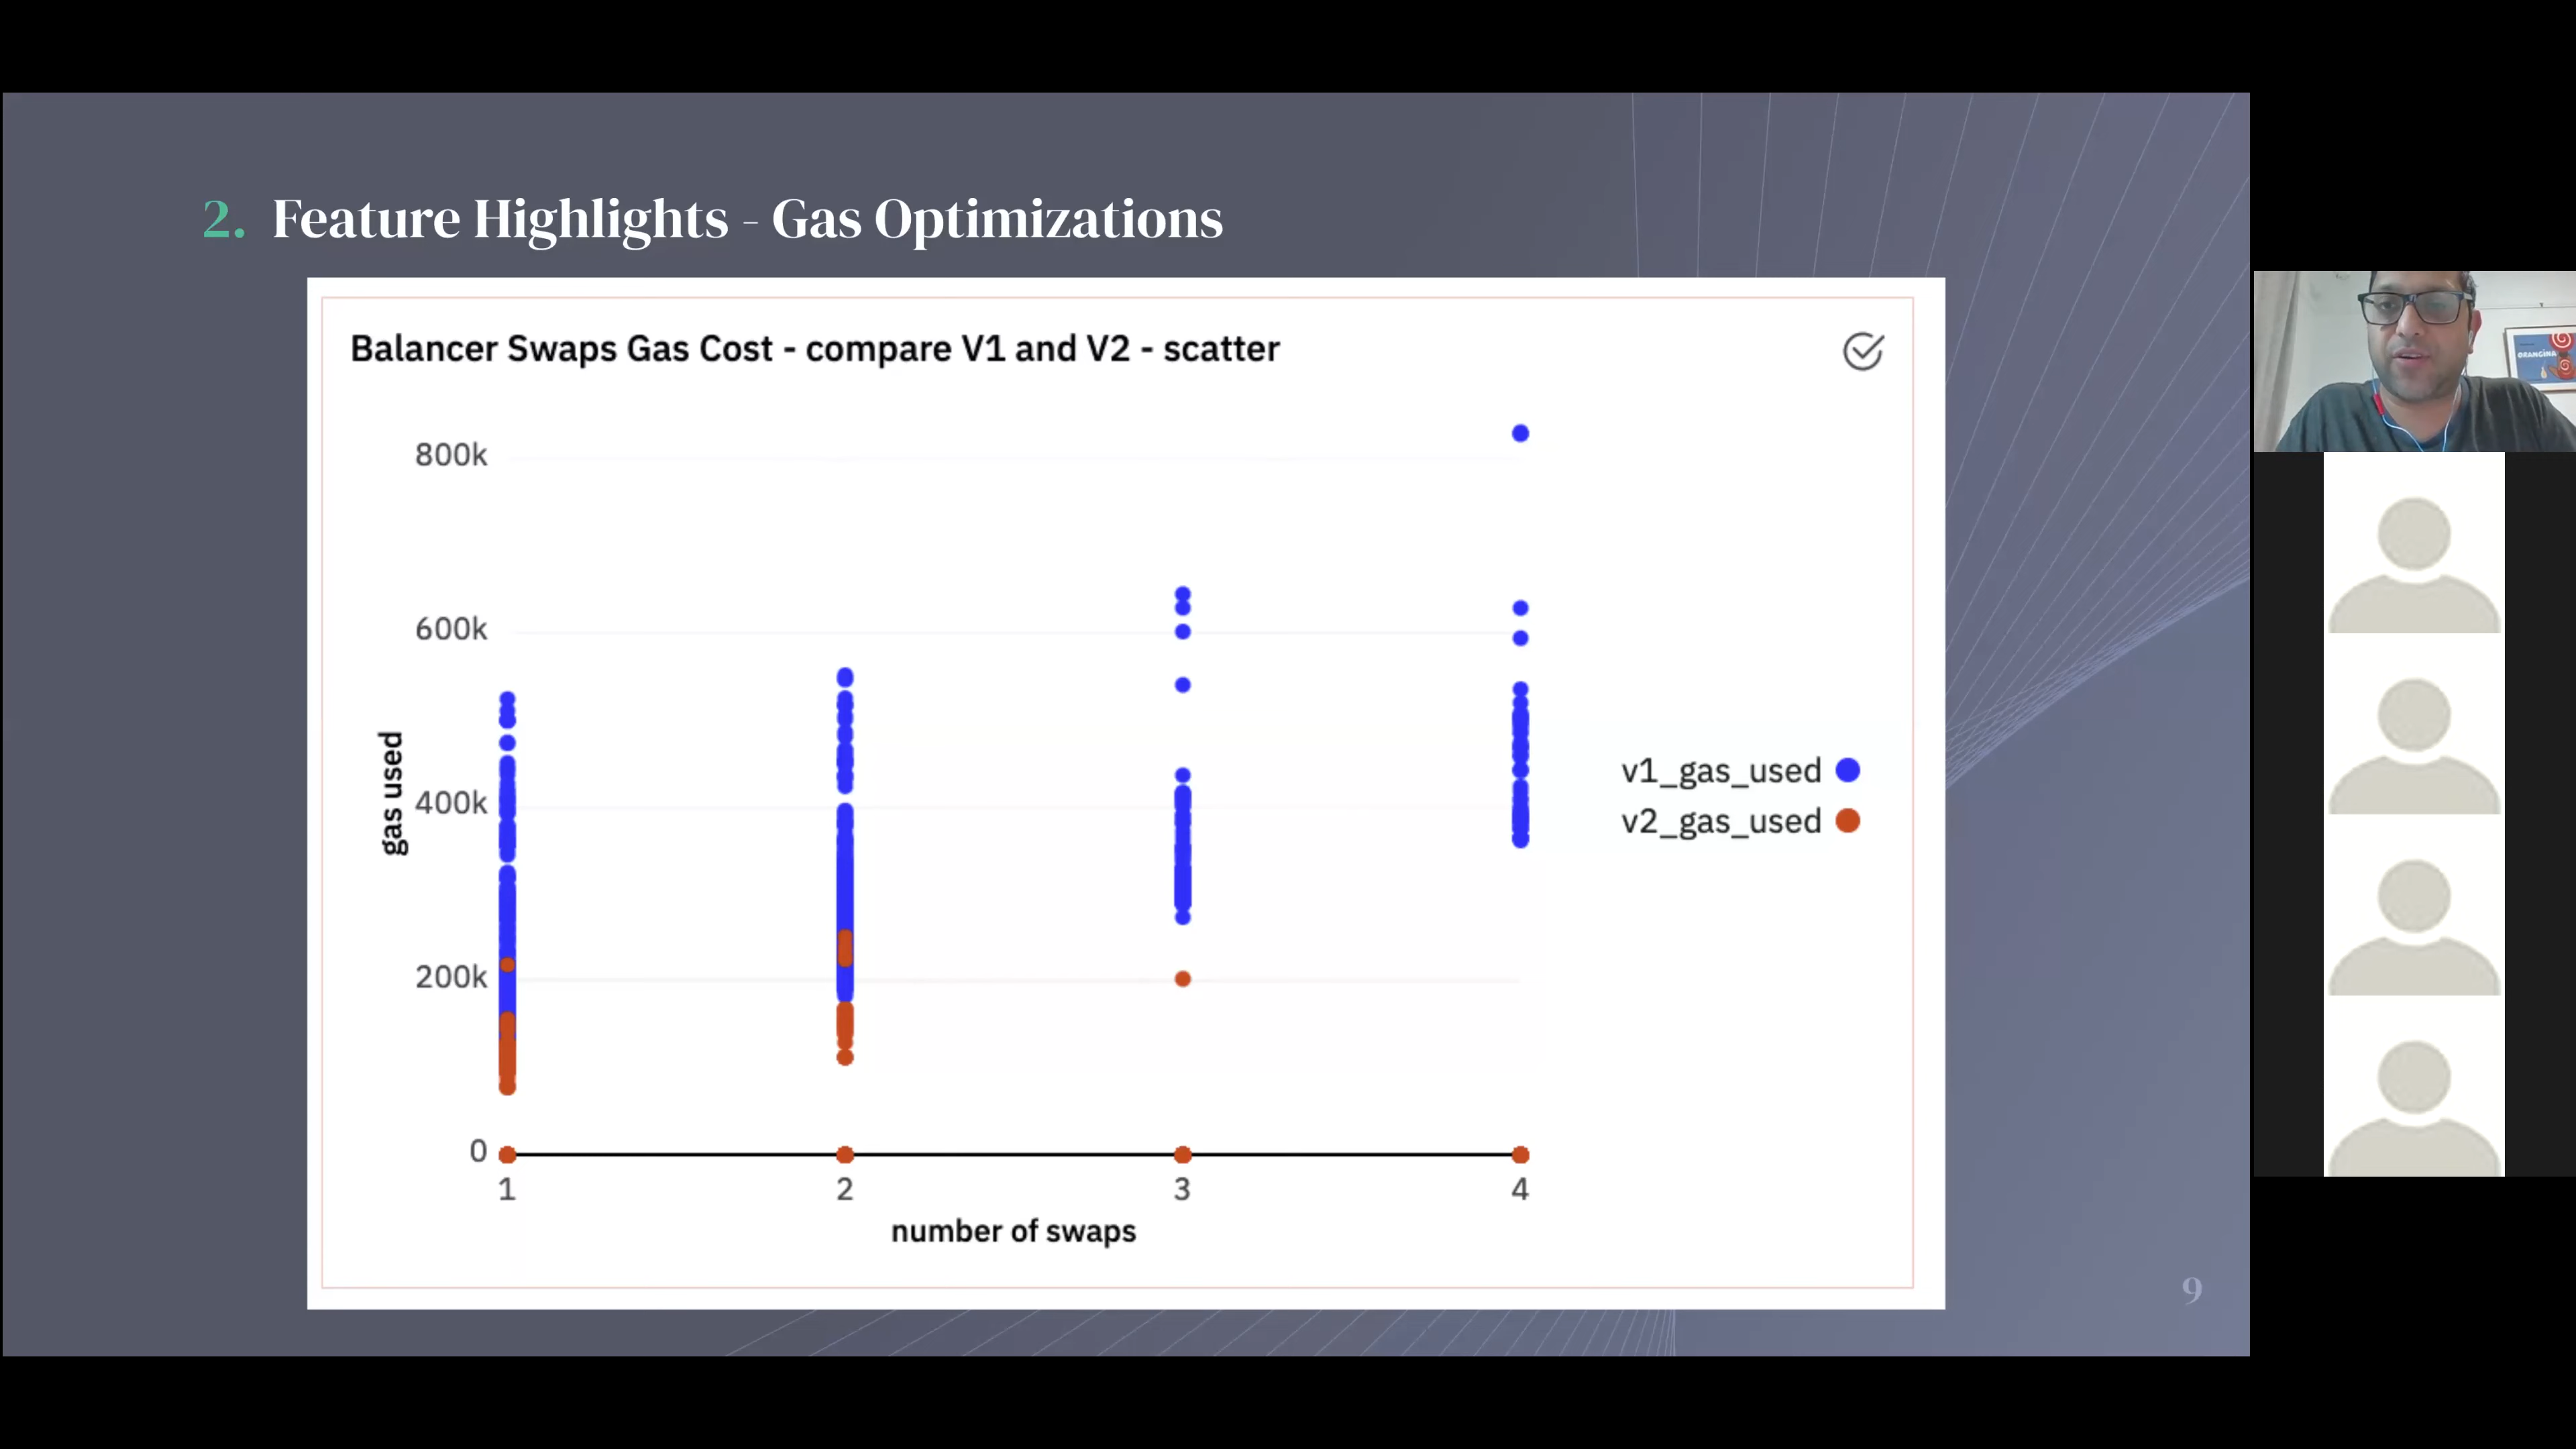 2. Feature Highlights - Gas Optimizations
Balancer Swaps Gas Cost - compare V1 and V2 - scatter
800k
600k
400k
200k
0
gas used
1 2 3 4
number of swaps
v1_gas_used
v2_gas_used
9
ORANGINA